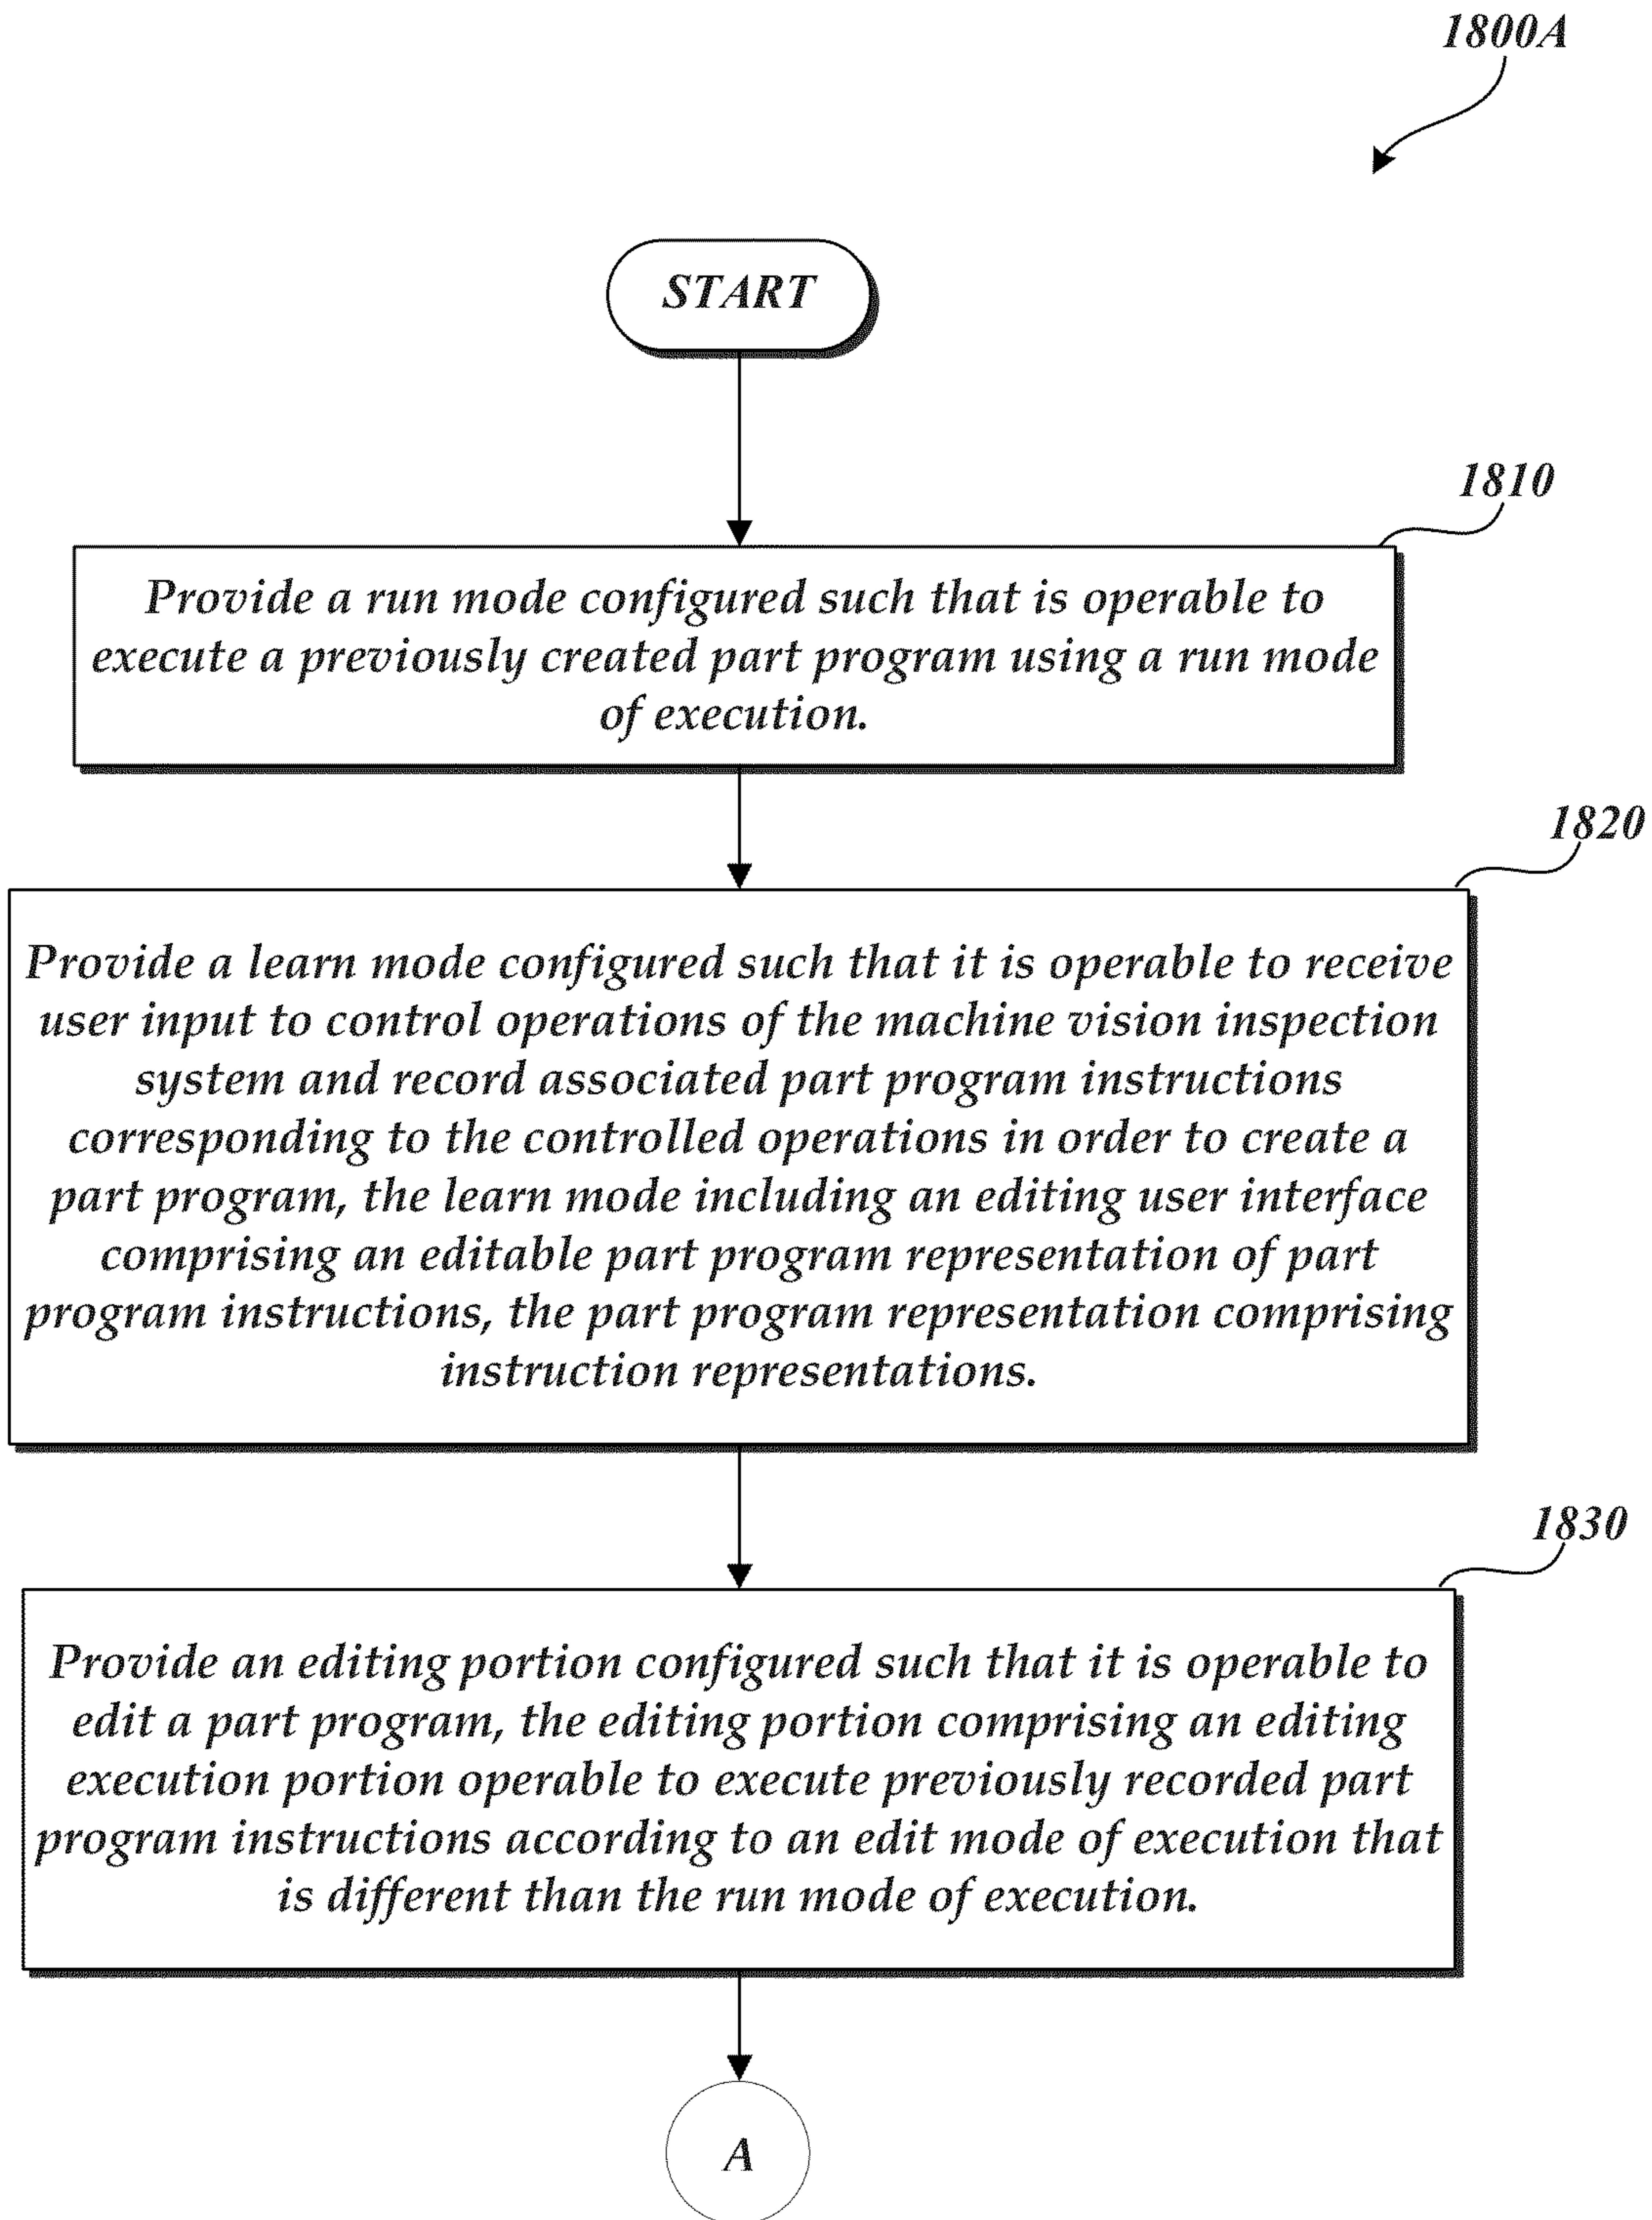 1800A
START
1810
Provide a run mode configured such that is operable to
execute a previously created part program using a run mode
of execution.
1820
Provide a learn mode configured such that it is operable to receive
user input to control operations of the machine vision inspection
system and record associated part program instructions
corresponding to the controlled operations in order to create a
part program, the learn mode including an editing user interface
comprising an editable part program representation of part
program instructions, the part program representation comprising
instruction representations.
1830
Provide an editing portion configured such that it is operable to
edit a part program, the editing portion comprising an editing
execution portion operable to execute previously recorded part
program instructions according to an edit mode of execution that
is different than the run mode of execution.
A